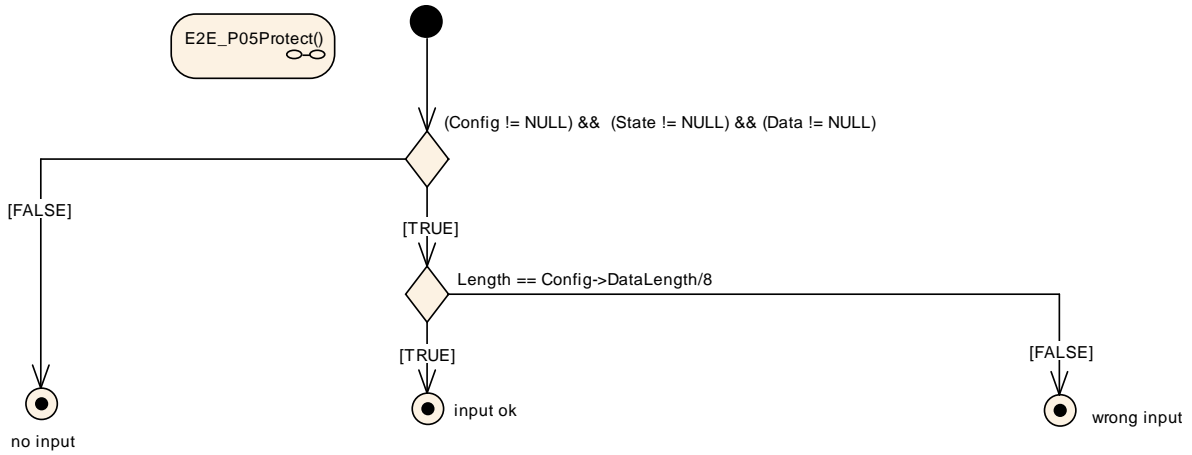 E2E_P05Protect()
(Config != NULL) &&  (State != NULL) && (Data != NULL)
[FALSE]
[TRUE]
Length == Config->DataLength/8
[TRUE]
[FALSE]
input ok
wrong input
no input